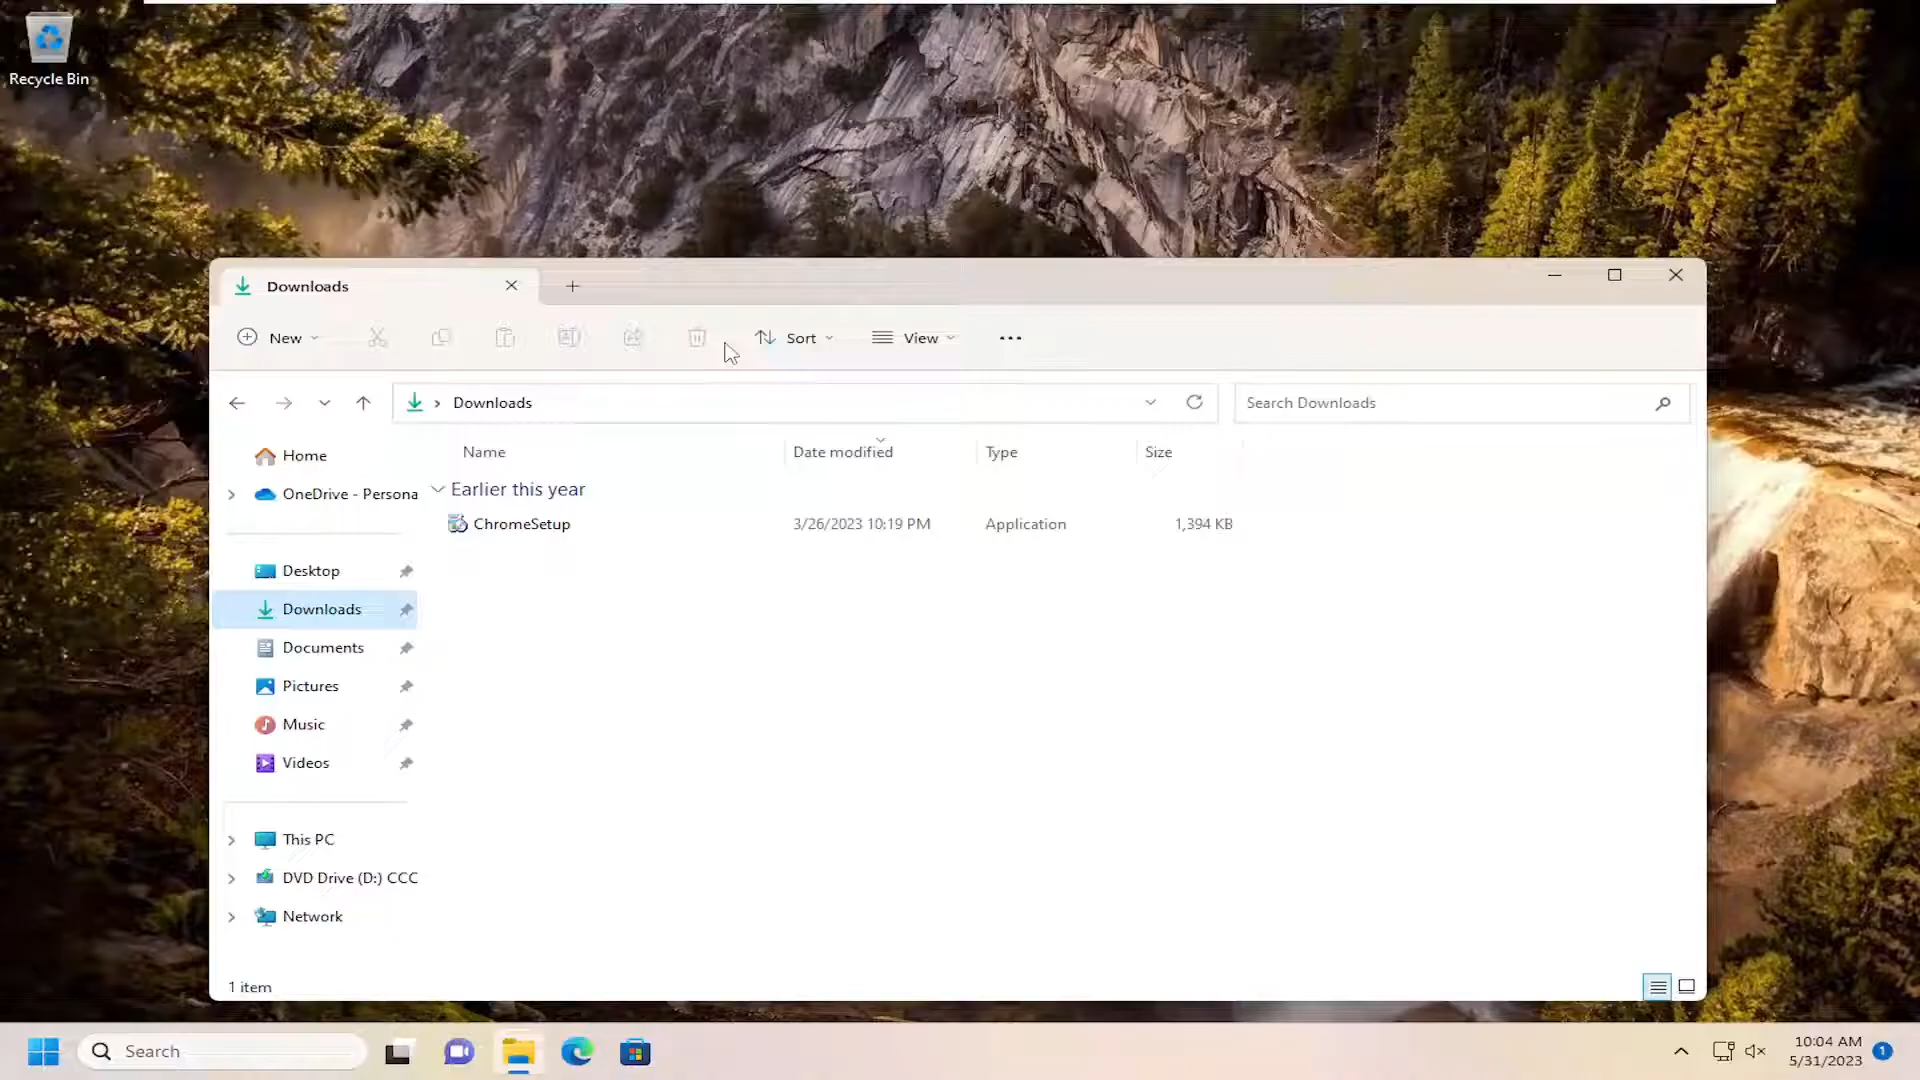 Recycle Bin
Downloads
New
Sort
View
Downloads
Search Downloads
Name
Date modified
Type
Size
Home
OneDrive - Persona
Earlier this year
ChromeSetup
3/26/2023 10:19 PM
Application
1,394 KB
Desktop
Downloads
Documents
Pictures
Music
Videos
This PC
DVD Drive (D:) CCC
Network
1 item
Search
10:04 AM
5/31/2023
1